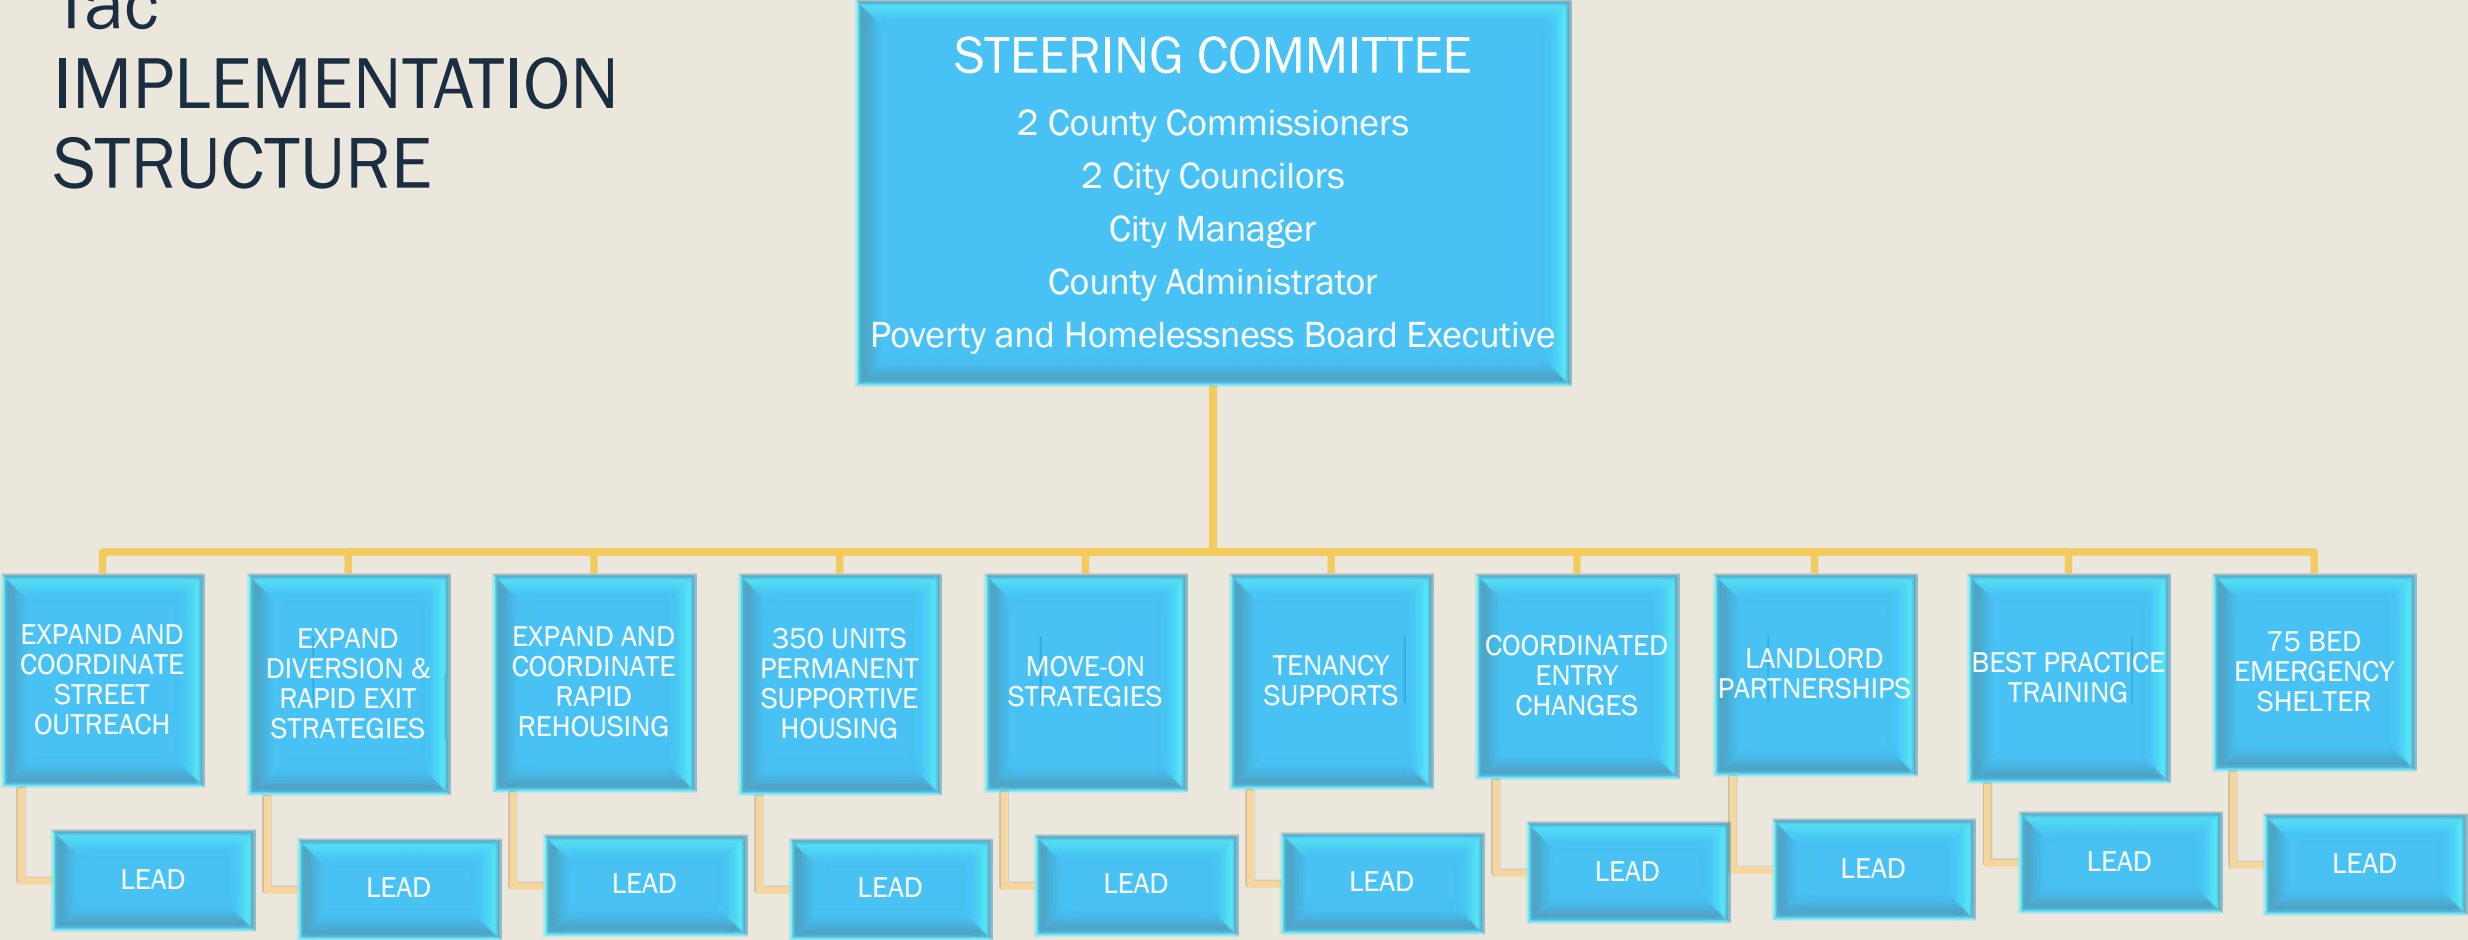 Tac
IMPLEMENTATION
STRUCTURE
STEERING COMMITTEE
2 County Commissioners
2 City Councilors
City Manager
County Administrator
Poverty and Homelessness Board Executive
EXPAND AND
COORDINATE
STREET
OUTREACH
EXPAND
DIVERSION &
RAPID EXIT
STRATEGIES
EXPAND AND
COORDINATE
RAPID
REHOUSING
350 UNITS
PERMANENT
SUPPORTIVE
HOUSING
MOVE-ON
STRATEGIES
TENANCY
SUPPORTS
COORDINATED
ENTRY
CHANGES
LANDLORD
PARTNERSHIPS
BEST PRACTICE
TRAINING
75 BED
EMERGENCY
SHELTER
LEAD
LEAD
LEAD
LEAD
LEAD
LEAD
LEAD
LEAD
LEAD
LEAD